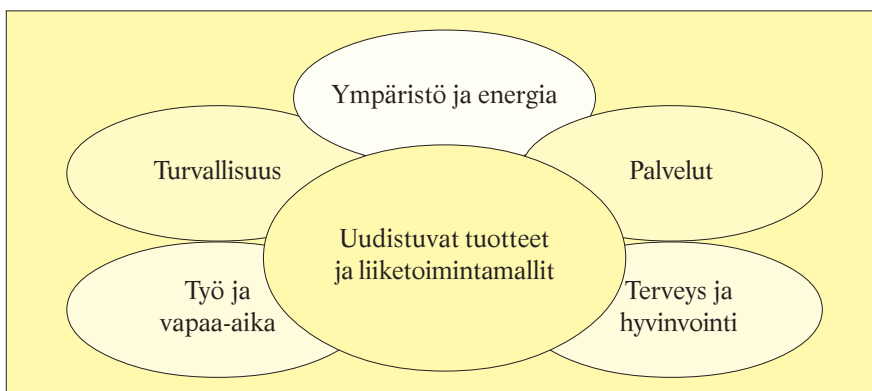 Ympäristö ja energia
Turvallisuus
Palvelut
Uudistuvat tuotteet
ja liiketoimintamallit
Työ ja
vapaa-aika
Terveys ja
hyvinvointi